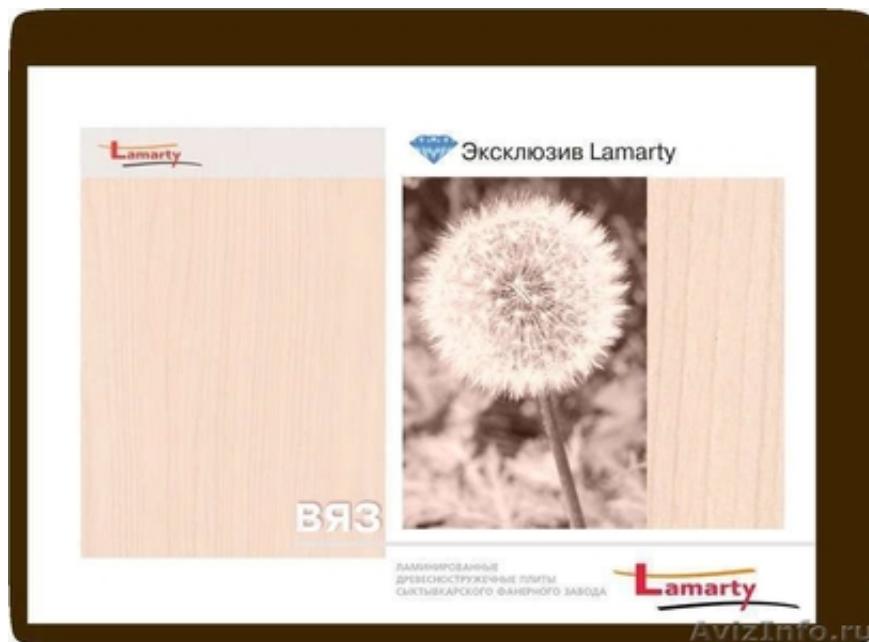 Lamarty
Эксклюзив Lamarty
ВЯЗ
ЛАМИНИРОВАННЫЕ
ДРЕВЕСНОСТРУЖЕЧНЫЕ ПЛИТЫ
СЫКТЫВКАРСКОГО ФАНЕРНОГО ЗАВОДА
Lamarty
AvizInfo.ru